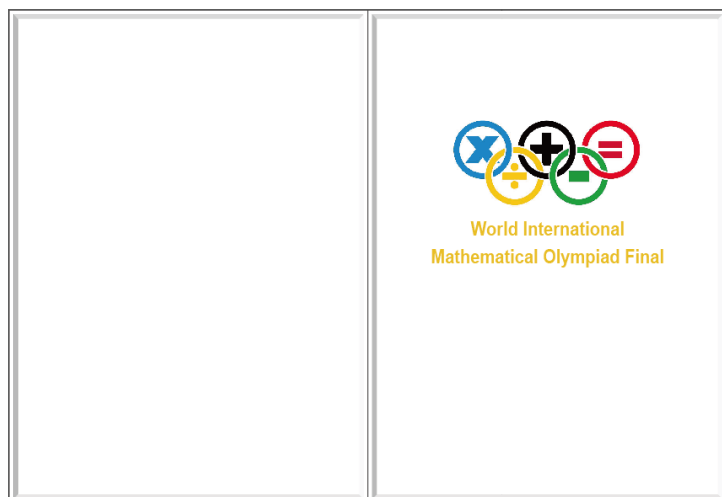 × + =
÷ -
World International
Mathematical Olympiad Final